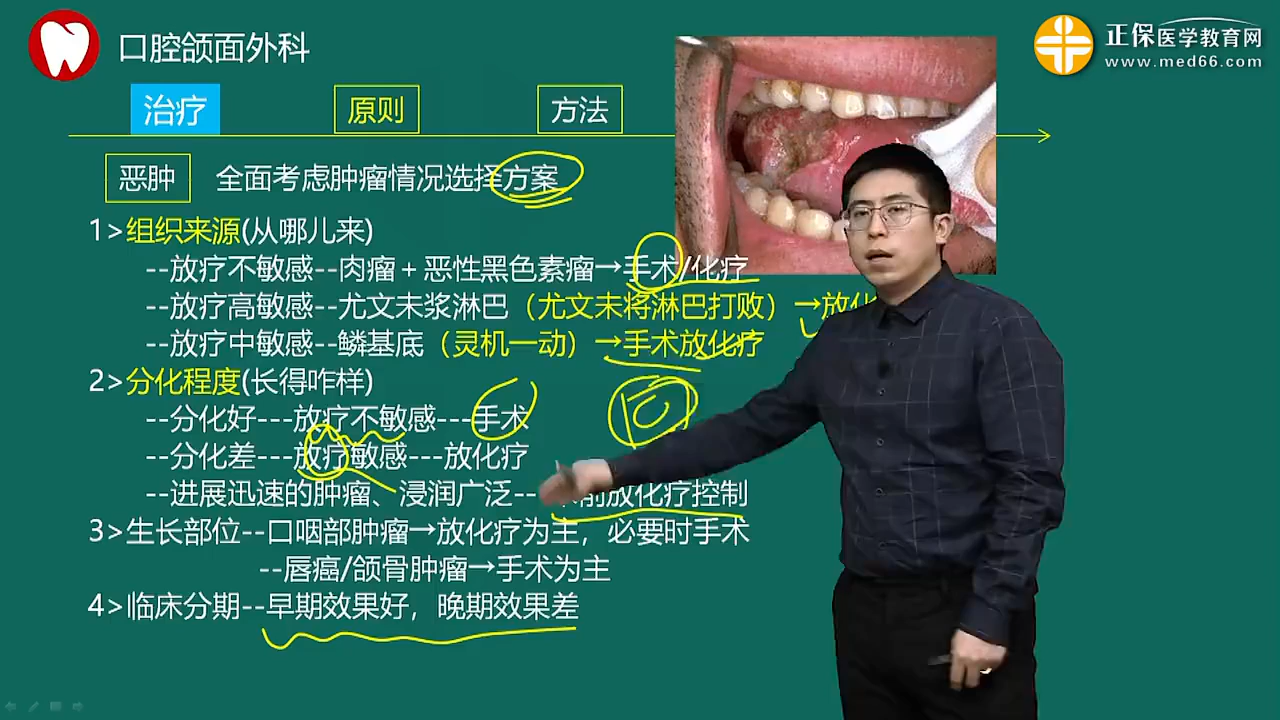 口腔颌面外科
正保医学教育网
www.med66.com
治疗
原则
方法
恶肿 全面考虑肿瘤情况选择方案
1>组织来源(从哪儿来)
--放疗不敏感--肉瘤+恶性黑色素瘤→手术/化疗
--放疗高敏感--尤文未浆淋巴（尤文未将淋巴打败）→放化
--放疗中敏感--鳞基底（灵机一动）→手术放化疗
2>分化程度(长得咋样)
--分化好---放疗不敏感---手术
--分化差---放疗敏感---放化疗
--进展迅速的肿瘤、浸润广泛--前放化疗控制
3>生长部位--口咽部肿瘤→放化疗为主，必要时手术
--唇癌/颌骨肿瘤→手术为主
4>临床分期--早期效果好，晚期效果差